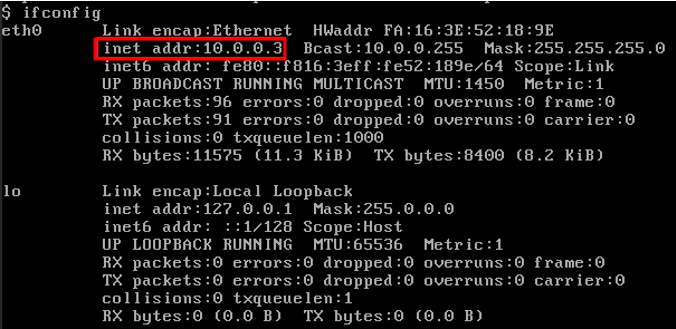 $ ifconfig
eth0 Link encap:Ethernet HWaddr FA:16:3E:52:18:9E
inet addr:10.0.0.3 Bcast:10.0.0.255 Mask:255.255.255.0
inet6 addr: fe80::f816:3eff:fe52:189e/64 Scope:Link
UP BROADCAST RUNNING MULTICAST MTU:1450 Metric:1
RX packets:96 errors:0 dropped:0 overruns:0 frame:0
TX packets:91 errors:0 dropped:0 overruns:0 carrier:0
collisions:0 txqueuelen:1000
RX bytes:11575 (11.3 KiB) TX bytes:8400 (8.2 KiB)
lo Link encap:Local Loopback
inet addr:127.0.0.1 Mask:255.0.0.0
inet6 addr: ::1/128 Scope:Host
UP LOOPBACK RUNNING MTU:65536 Metric:1
RX packets:0 errors:0 dropped:0 overruns:0 frame:0
TX packets:0 errors:0 dropped:0 overruns:0 carrier:0
collisions:0 txqueuelen:1
RX bytes:0 (0.0 B) TX bytes:0 (0.0 B)